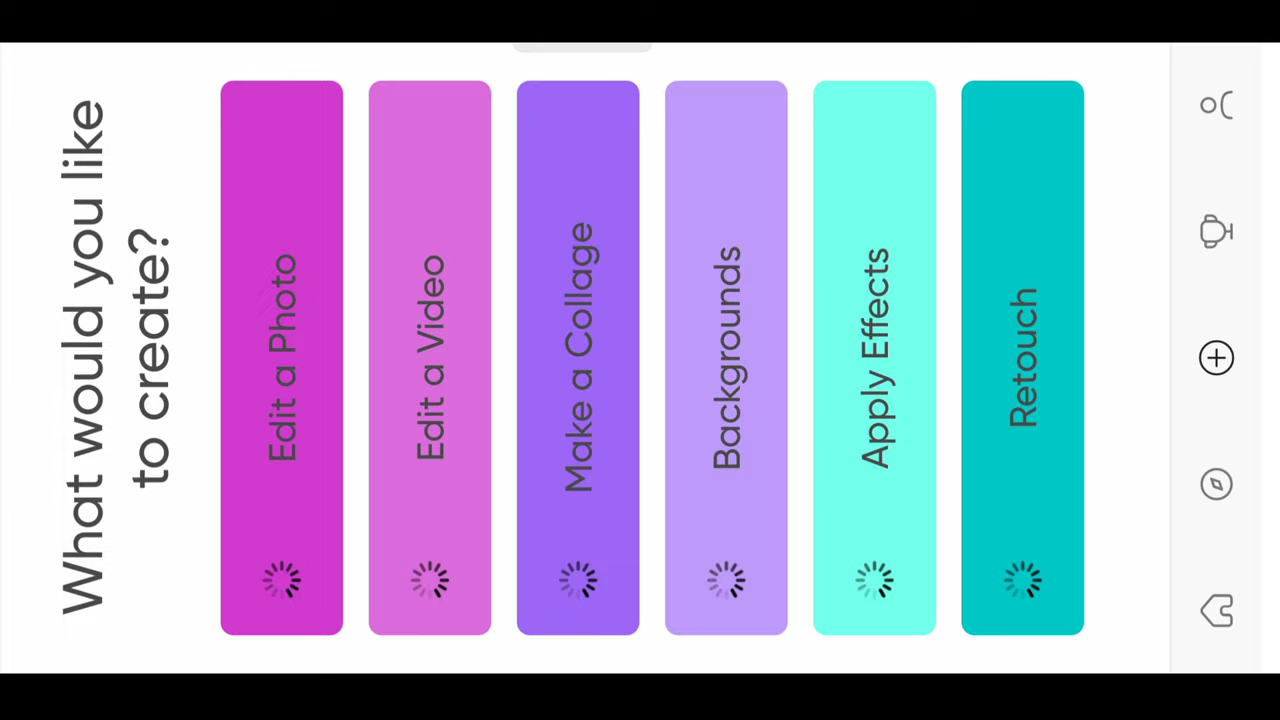 What would you like
to create?
Edit a Photo
Edit a Video
Make a Collage
Backgrounds
Apply Effects
Retouch